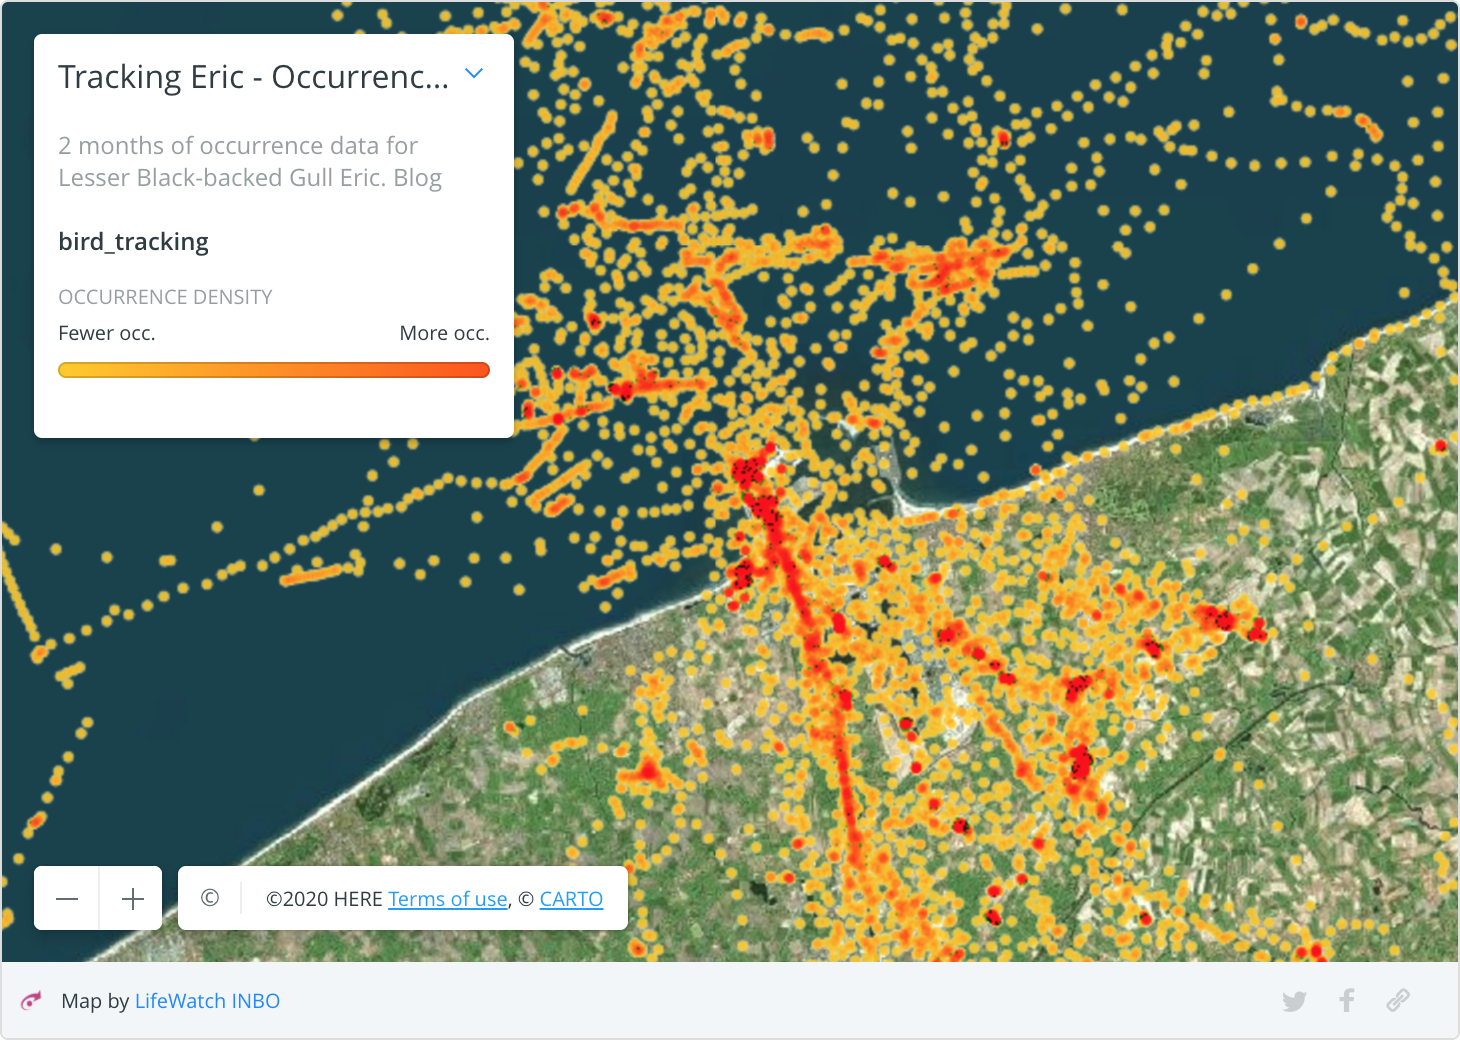 Tracking Eric - Occurrenc...
2 months of occurrence data for
Lesser Black-backed Gull Eric. Blog
bird_tracking
OCCURRENCE DENSITY
Fewer occ. More occ.
© ©2020 HERE Terms of use, © CARTO
Map by LifeWatch INBO